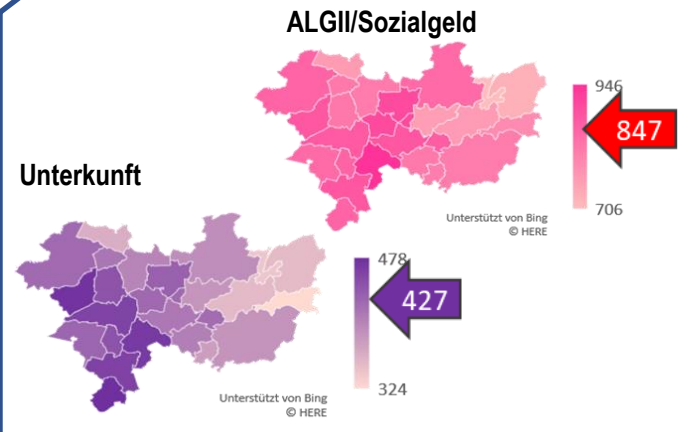 ALGII/Sozialgeld
946
847
706
Unterstützt von Bing
© HERE
Unterkunft
478
427
324
Unterstützt von Bing
© HERE